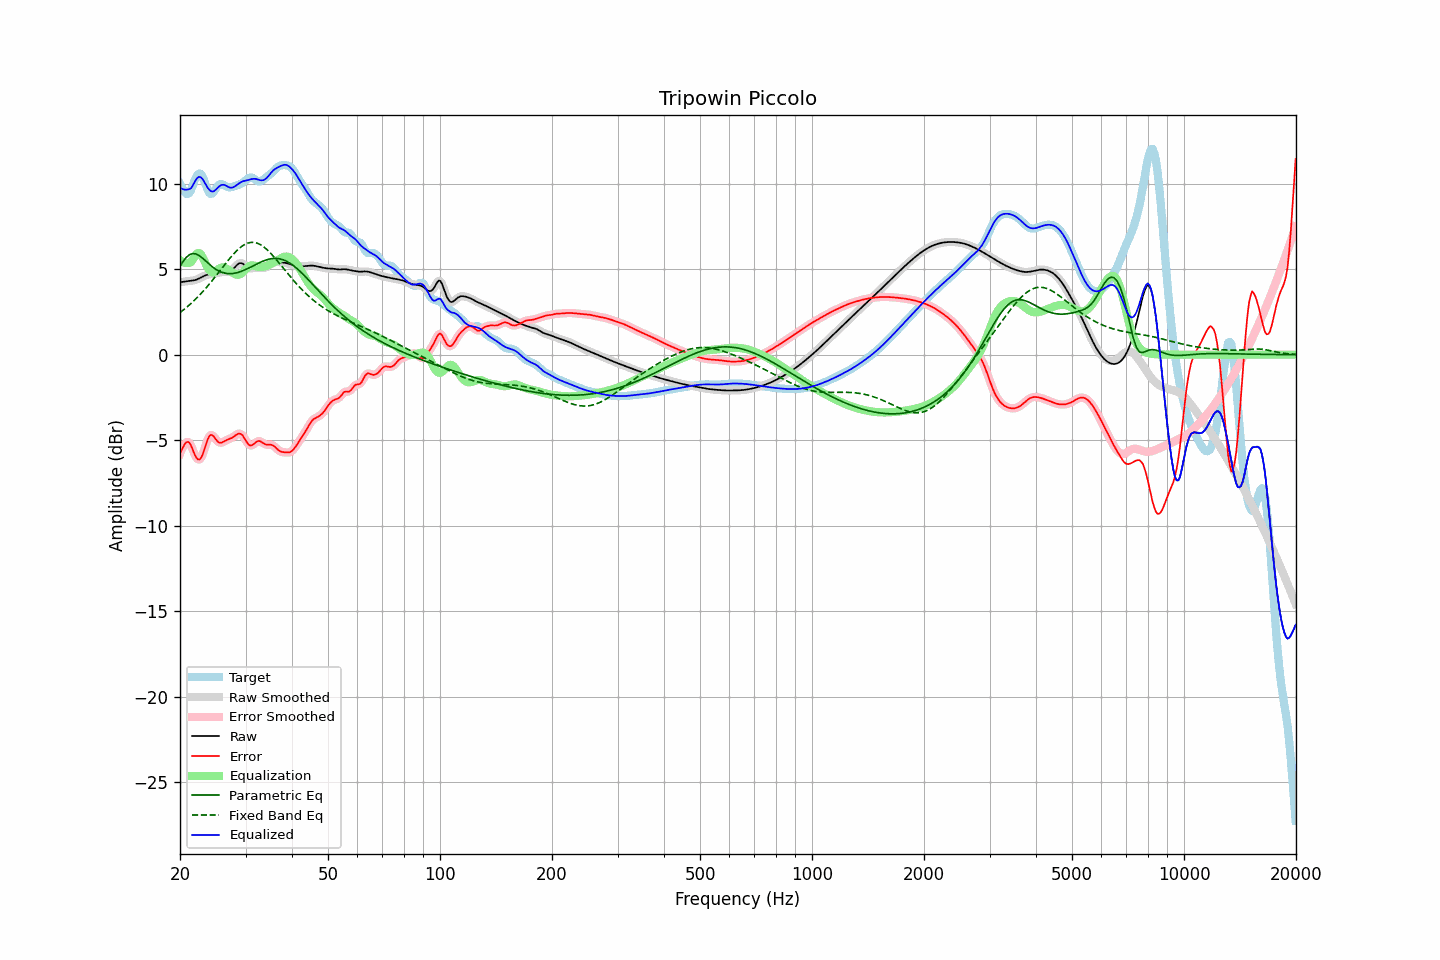 Tripowin Piccolo
Amplitude (dBr)
10
5
0
−5
−10
−15
−20
−25
Target
Raw Smoothed
Error Smoothed
Raw
Error
Equalization
Parametric Eq
Fixed Band Eq
Equalized
20 50 100 200 500 1000 2000 5000 10000 20000
Frequency (Hz)